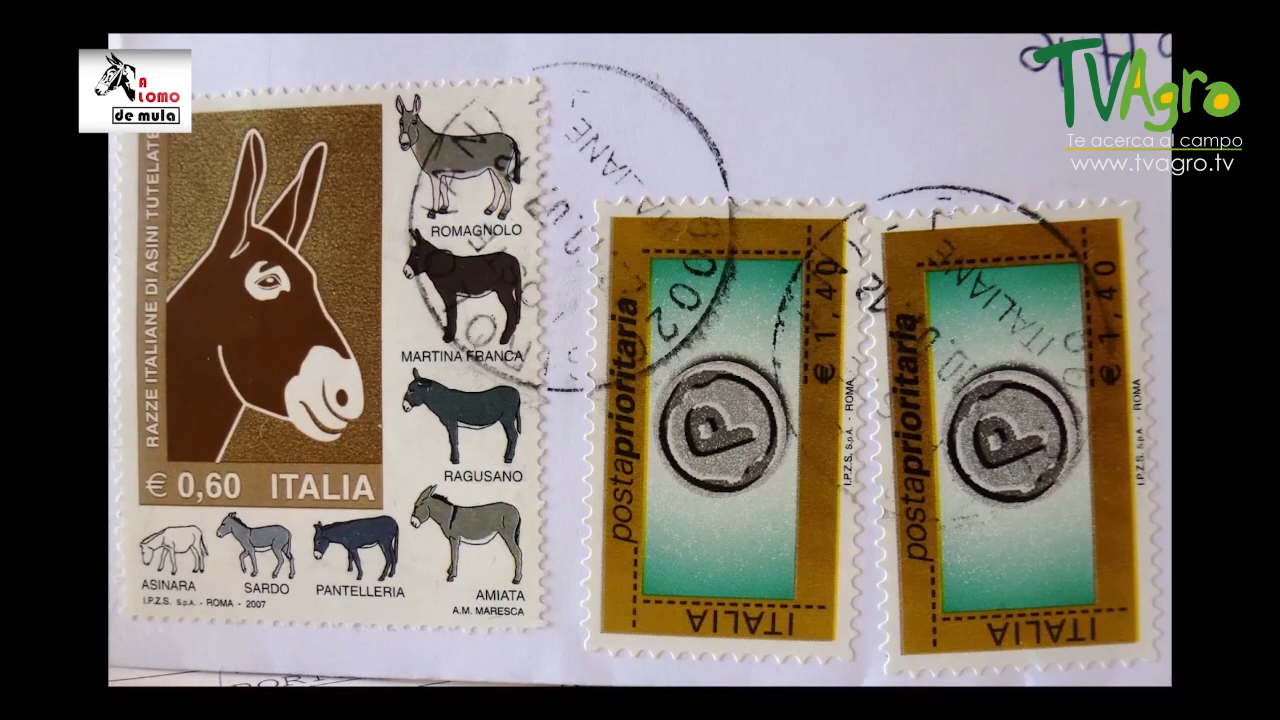 A
LOMO
de mula
TVAgro
Te acerca al campo
www.tvagro.tv
RAZZE ITALIANE DI ASINI TUTELATE
€ 0,60 ITALIA
ROMAGNOLO
MARTINA FRANCA
RAGUSANO
AMIATA
A.M. MARESCA
ASINARA
SARDO
PANTELLERIA
I.P.Z.S. S.p.A. - ROMA - 2007
postaprioritaria
P
€ 1,40
I.P.Z.S. S.p.A. - ROMA
ITALIA
postaprioritaria
P
€ 1,40
I.P.Z.S. S.p.A. - ROMA
ITALIA
ITALIANE